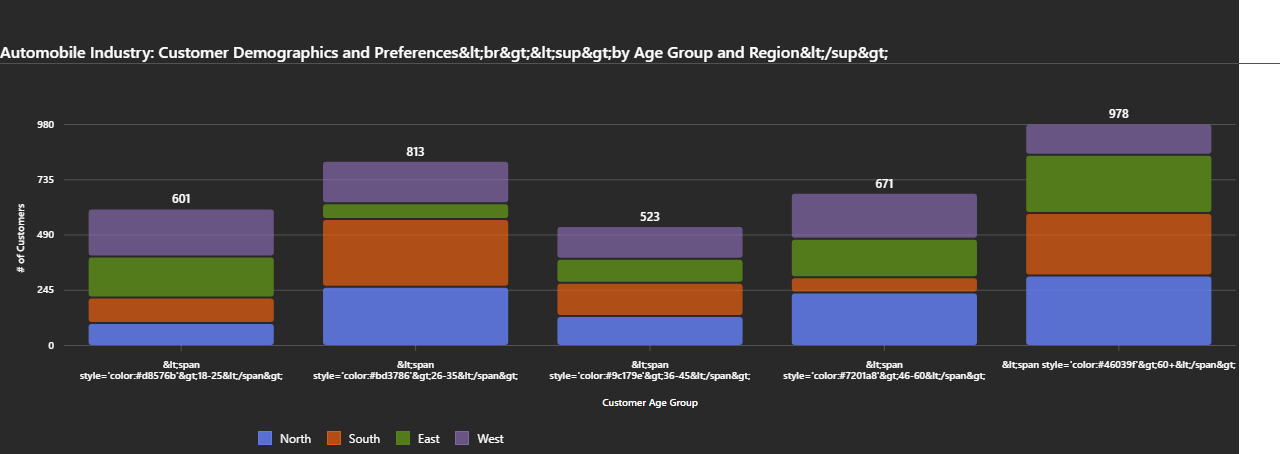 Automobile Industry: Customer Demographics and Preferences&lt;br&gt;&lt;sup&gt;by Age Group and Region&lt;/sup&gt;
980
735
490
245
0
# of Customers
601
813
523
671
978
&lt;span
style='color:#d8576b'&gt;18-25&lt;/span&gt;
&lt;span
style='color:#bd3786'&gt;26-35&lt;/span&gt;
&lt;span
style='color:#9c179e'&gt;36-45&lt;/span&gt;
&lt;span
style='color:#7201a8'&gt;46-60&lt;/span&gt;
&lt;span style='color:#46039f'&gt;60+&lt;/span&gt;
Customer Age Group
North South East West